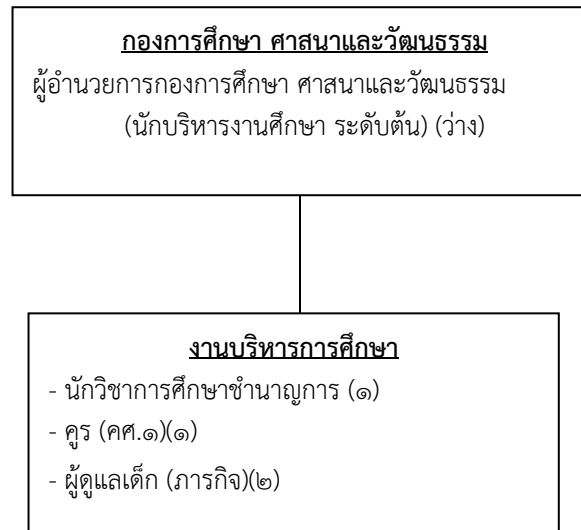 กองการศึกษา ศาสนาและวัฒนธรรม
ผู้อำนวยการกองการศึกษา ศาสนาและวัฒนธรรม
(นักบริหารงานศึกษา ระดับต้น) (ว่าง)
งานบริหารการศึกษา
- นักวิชาการศึกษาชำนาญการ (๑)
- คูร (คศ.๑)(๑)
- ผู้ดูแลเด็ก (ภารกิจ)(๒)